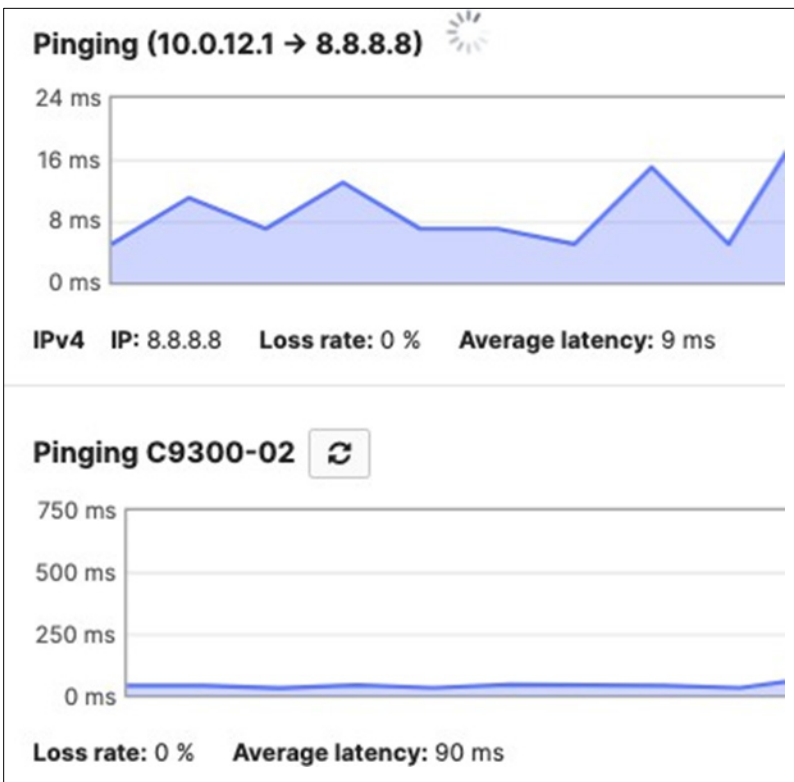 Pinging (10.0.12.1 → 8.8.8.8)
24 ms
16 ms
8 ms
0 ms
IPv4 IP: 8.8.8.8 Loss rate: 0 % Average latency: 9 ms
Pinging C9300-02
750 ms
500 ms
250 ms
0 ms
Loss rate: 0 % Average latency: 90 ms